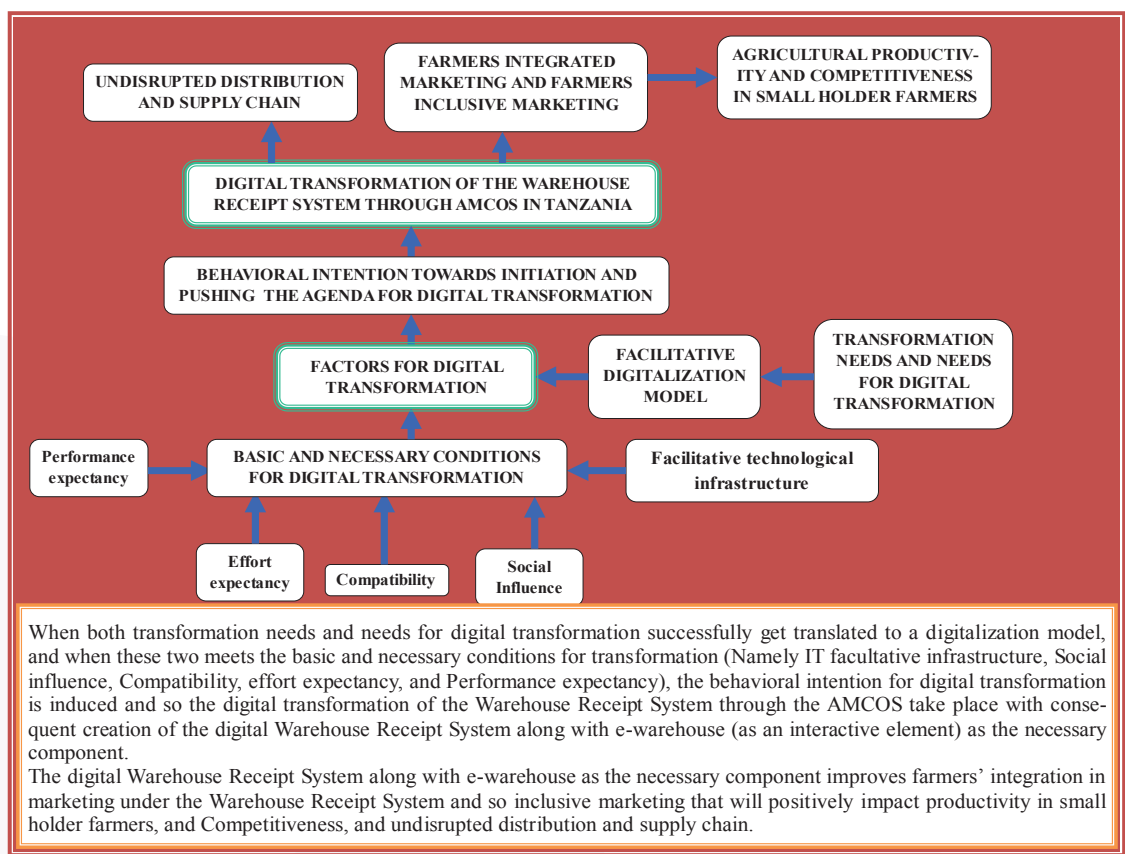 UNDISRUPTED DISTRIBUTION
AND SUPPLY CHAIN
FARMERS INTEGRATED
MARKETING AND FARMERS
INCLUSIVE MARKETING
AGRICULTURAL PRODUCTIV-
ITY AND COMPETITIVENESS
IN SMALL HOLDER FARMERS
DIGITAL TRANSFORMATION OF THE WAREHOUSE
RECEIPT SYSTEM THROUGH AMCOS IN TANZANIA
BEHAVIORAL INTENTION TOWARDS INITIATION AND
PUSHING THE AGENDA FOR DIGITAL TRANSFORMATION
FACTORS FOR DIGITAL
TRANSFORMATION
FACILITATIVE
DIGITALIZATION
MODEL
TRANSFORMATION
NEEDS AND NEEDS
FOR DIGITAL
TRANSFORMATION
Performance
expectancy
BASIC AND NECESSARY CONDITIONS
FOR DIGITAL TRANSFORMATION
Facilitative technological
infrastructure
Effort
expectancy
Compatibility
Social
Influence
When both transformation needs and needs for digital transformation successfully get translated to a digitalization model,
and when these two meets the basic and necessary conditions for transformation (Namely IT facultative infrastructure, Social
influence, Compatibility, effort expectancy, and Performance expectancy), the behavioral intention for digital transformation
is induced and so the digital transformation of the Warehouse Receipt System through the AMCOS take place with conse-
quent creation of the digital Warehouse Receipt System along with e-warehouse (as an interactive element) as the necessary
component.
The digital Warehouse Receipt System along with e-warehouse as the necessary component improves farmers’ integration in
marketing under the Warehouse Receipt System and so inclusive marketing that will positively impact productivity in small
holder farmers, and Competitiveness, and undisrupted distribution and supply chain.